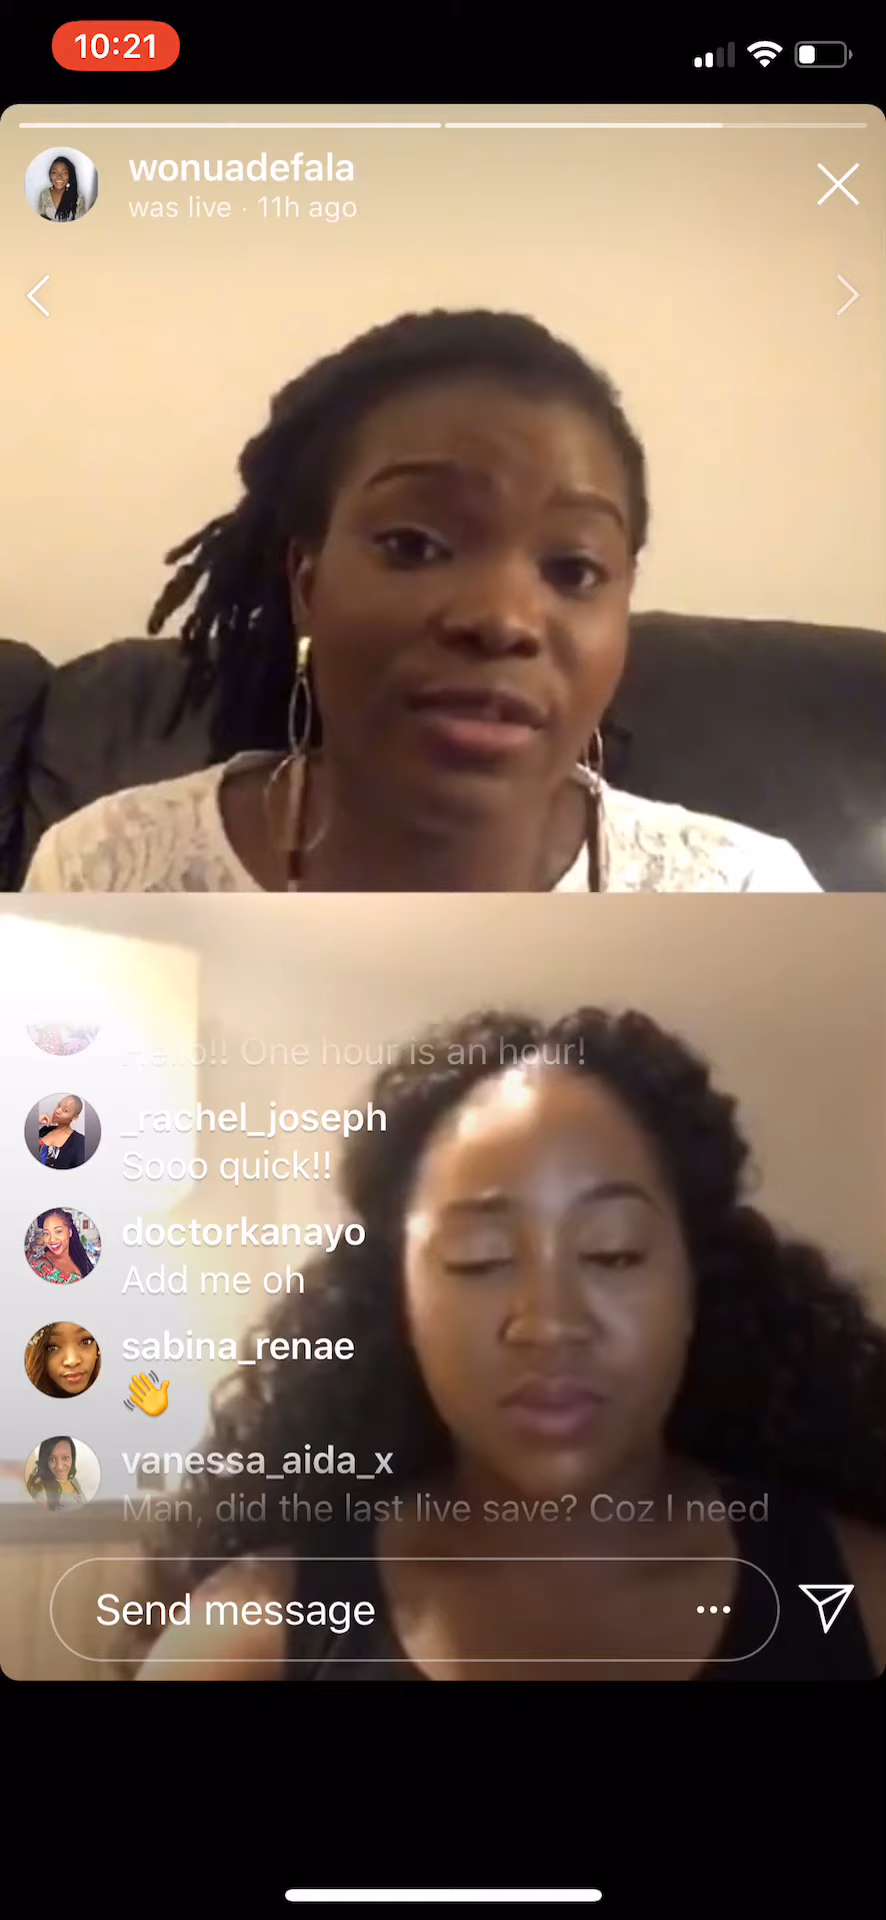 10:21
wonuadefala
was live · 11h ago
Hello!! One hour is an hour!
_rachel_joseph
Sooo quick!!
doctorkanayo
Add me oh
sabina_renae
👋
vanessa_aida_x
Man, did the last live save? Coz I need
Send message